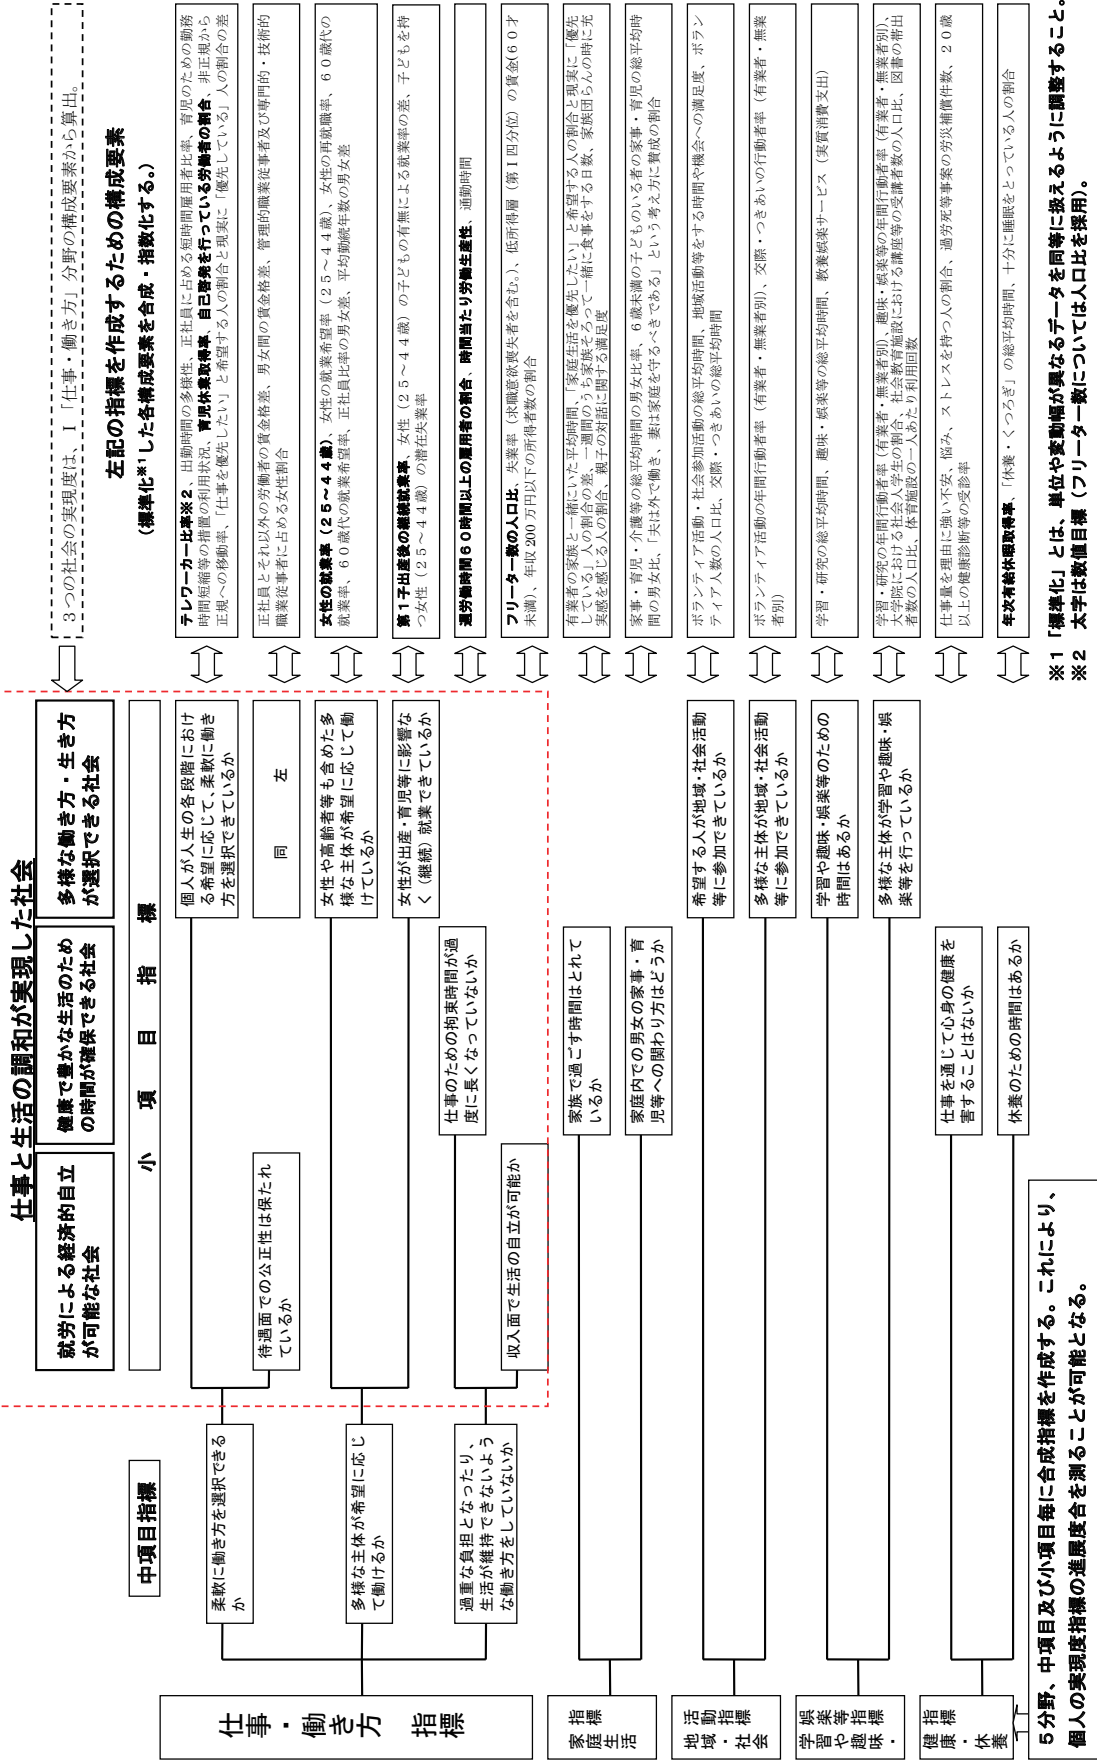 仕事と生活の調和が実現した社会
就労による経済的自立
が可能な社会
健康で豊かな生活のため
の時間が確保できる社会
多様な働き方・生き方
が選択できる社会
3つの社会の実現度は、Ⅰ「仕事・働き方」分野の構成要素から算出。
左記の指標を作成するための構成要素
(標準化※1した各構成要素を合成・指数化する。)
中項目指標
小項目指標
仕事・働き方
指標
柔軟に働き方を選択できる
か
個人が人生の各段階におけ
る希望に応じて、柔軟に働き
方を選択できているか
テレワーカー比率※2、出勤時間の多様性、正社員に占める短時間雇用者比率、育児のための勤務
時間短縮等の措置の利用状況、育児休業取得率、自己啓発を行っている労働者の割合、非正規から
正規への移動率、「仕事を優先したい」と希望する人の割合と現実に「優先している」人の割合の差
待遇面での公正性は保たれ
ているか
同 左
正社員とそれ以外の労働者の賃金格差、男女間の賃金格差、管理的職業従事者及び専門的・技術的
職業従事者に占める女性割合
多様な主体が希望に応じ
て働けるか
女性や高齢者等も含めた多
様な主体が希望に応じて働
けているか
女性の就業率(25~44歳)、女性の就業希望率(25~44歳)、女性の再就職率、60歳代の
就業率、60歳代の就業希望率、正社員比率の男女差、平均勤続年数の男女差
女性が出産・育児等に影響な
く(継続)就業できているか
第1子出産後の継続就業率、女性(25~44歳)の子どもの有無による就業率の差、子どもを持
つ女性(25~44歳)の潜在失業率
過重な負担となったり、
生活が維持できないよう
な働き方をしていないか
仕事のための拘束時間が過
度に長くなっていないか
週労働時間60時間以上の雇用者の割合、時間当たり労働生産性、通勤時間
収入面で生活の自立が可能か
フリーター数の人口比、失業率(求職意欲喪失者を含む。)、低所得層(第Ⅰ四分位)の賃金(60才
未満)、年収200万円以下の所得者数の割合
家庭生活
指標
家族で過ごす時間はとれて
いるか
有業者の家族と一緒にいた平均時間、「家庭生活を優先したい」と希望する人の割合と現実に「優先
している」人の割合の差、一週間のうち家族そろって一緒に食事をする日数、家族団らんの時に充
実感を感じる人の割合、親子の対話に関する満足度
家庭内での男女の家事・育
児等への関わり方はどうか
家事・育児・介護等の総平均時間の男女比率、6歳未満の子どものいる者の家事・育児の総平均時
間の男女比、「夫は外で働き、妻は家庭を守るべきである」という考え方に賛成の割合
地域・社会
活動指標
希望する人が地域・社会活動
等に参加できているか
ボランティア活動・社会参加活動の総平均時間、地域活動等をする時間や機会への満足度、ボラン
ティア人数の人口比、交際・つきあいの総平均時間
多様な主体が地域・社会活動
等に参加できているか
ボランティア活動の年間行動者率(有業者・無業者別)、交際・つきあいの行動者率(有業者・無業
者別)
学習や趣味・
娯楽等指標
学習や趣味・娯楽等のための
時間はあるか
学習・研究の総平均時間、趣味・娯楽等の総平均時間、教養娯楽サービス(実質消費支出)
多様な主体が学習や趣味・娯
楽等を行っているか
学習・研究の年間行動者率(有業者・無業者別)、趣味・娯楽等の年間行動者率(有業者・無業者別)、
大学院における社会人学生の割合、社会教育施設における講座等の受講者数の人口比、図書の帯出
者数の人口比、体育施設の一人あたり利用回数
健康・休養
指標
仕事を通じて心身の健康を
害することはないか
仕事量を理由に強い不安、悩み、ストレスを持つ人の割合、過労死等事案の労災補償件数、20歳
以上の健康診断等の受診率
休養のための時間はあるか
年次有給休暇取得率、「休養・くつろぎ」の総平均時間、十分に睡眠をとっている人の割合
5分野、中項目及び小項目毎に合成指標を作成する。これにより、
個人の実現度指標の進展度合を測ることが可能となる。
※1「標準化」とは、単位や変動幅が異なるデータを同等に扱えるように調整すること。
※2 太字は数値目標(フリーター数については人口比を採用)。